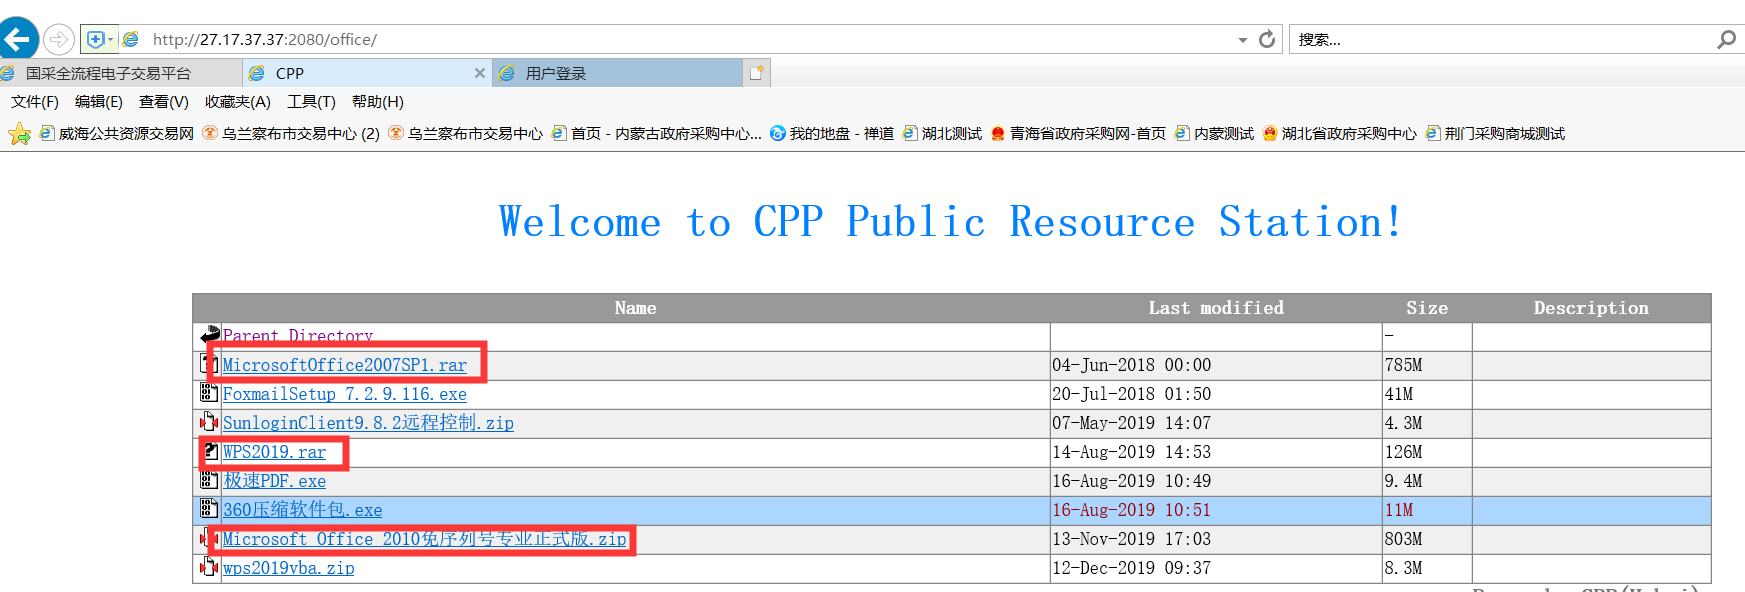 http://27.17.37.37:2080/office/
搜索...
国采全流程电子交易平台 CPP 用户登录
文件(F) 编辑(E) 查看(V) 收藏夹(A) 工具(T) 帮助(H)
威海公共资源交易网 乌兰察布市交易中心 (2) 乌兰察布市交易中心 首页 - 内蒙古政府采购中心... 我的地盘 - 禅道 湖北测试 青海省政府采购网-首页 内蒙测试 湖北省政府采购中心 荆门采购商城测试
Welcome to CPP Public Resource Station!
Name Last modified Size Description
Parent Directory -
MicrosoftOffice2007SP1.rar 04-Jun-2018 00:00 785M
FoxmailSetup_7.2.9.116.exe 20-Jul-2018 01:50 41M
SunloginClient9.8.2远程控制.zip 07-May-2019 14:07 4.3M
WPS2019.rar 14-Aug-2019 14:53 126M
极速PDF.exe 16-Aug-2019 10:49 9.4M
360压缩软件包.exe 16-Aug-2019 10:51 11M
Microsoft Office 2010免序列号专业正式版.zip 13-Nov-2019 17:03 803M
wps2019vba.zip 12-Dec-2019 09:37 8.3M